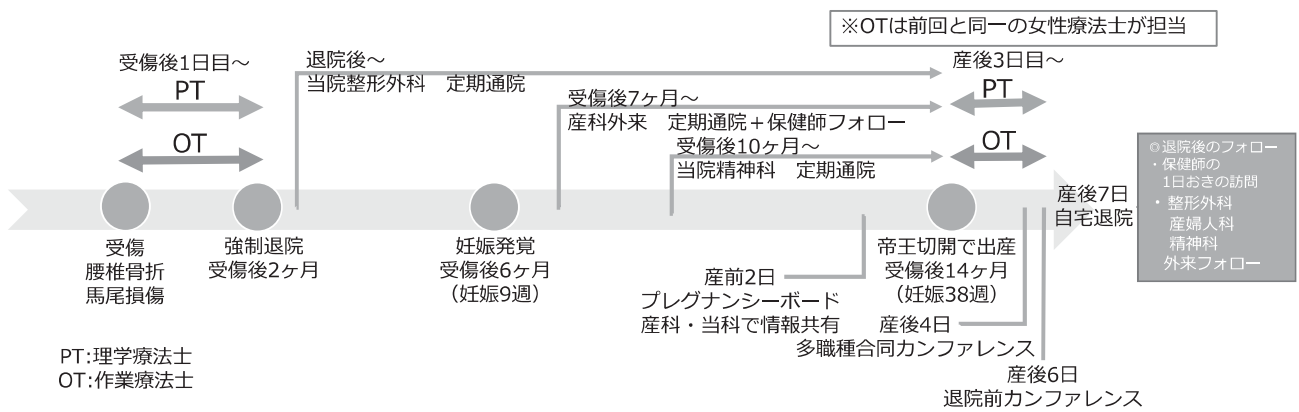 ※OTは前回と同一の女性療法士が担当
受傷後1日目～
PT
OT
退院後～
当院整形外科　定期通院
受傷後7ヶ月～
産科外来　定期通院＋保健師フォロー
受傷後10ヶ月～
当院精神科　定期通院
産後3日目～
PT
OT
受傷
腰椎骨折
馬尾損傷
強制退院
受傷後2ヶ月
妊娠発覚
受傷後6ヶ月
（妊娠9週）
帝王切開で出産
受傷後14ヶ月
（妊娠38週）
産後7日
自宅退院
◎退院後のフォロー
・保健師の
1日おきの訪問
・整形外科
産婦人科
精神科
外来フォロー
産前2日
プレグナンシーボード
産科・当科で情報共有
産後4日
多職種合同カンファレンス
産後6日
退院前カンファレンス
PT:理学療法士
OT:作業療法士